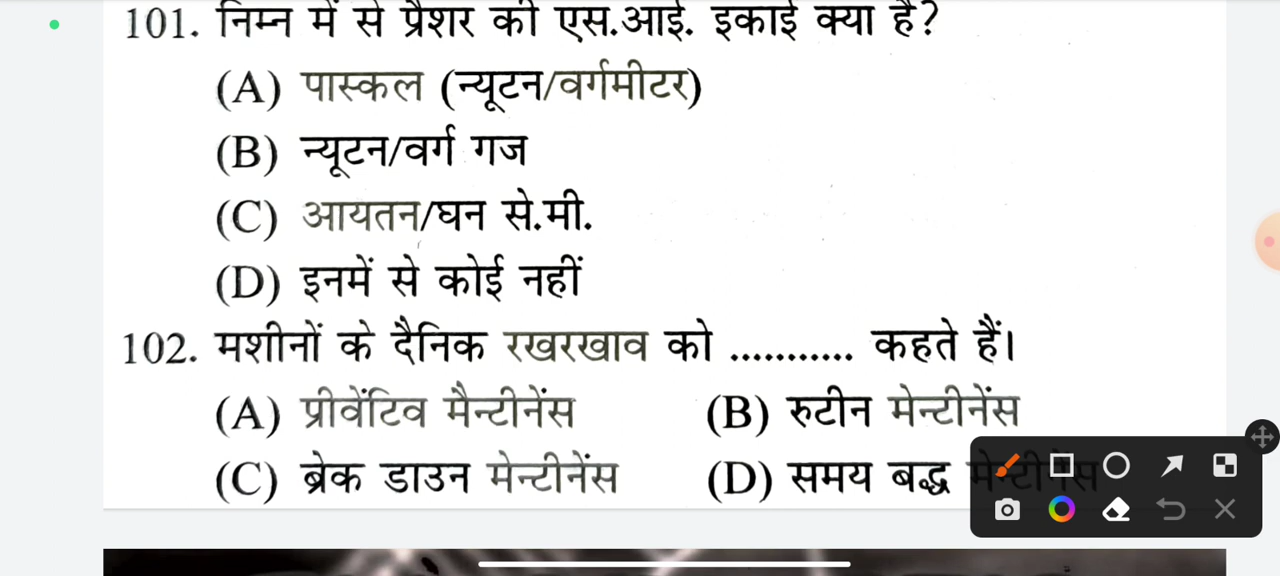 101. निम्न में से प्रैशर की एस.आई. इकाई क्या है?
(A) पास्कल (न्यूटन/वर्गमीटर)
(B) न्यूटन/वर्ग गज
(C) आयतन/घन से.मी.
(D) इनमें से कोई नहीं
102. मशीनों के दैनिक रखरखाव को ............ कहते हैं।
(A) प्रीवेंटिव मैन्टीनेंस (B) रुटीन मेन्टीनेंस
(C) ब्रेक डाउन मेन्टीनेंस (D) समय बद्ध मेन्टीनेंस